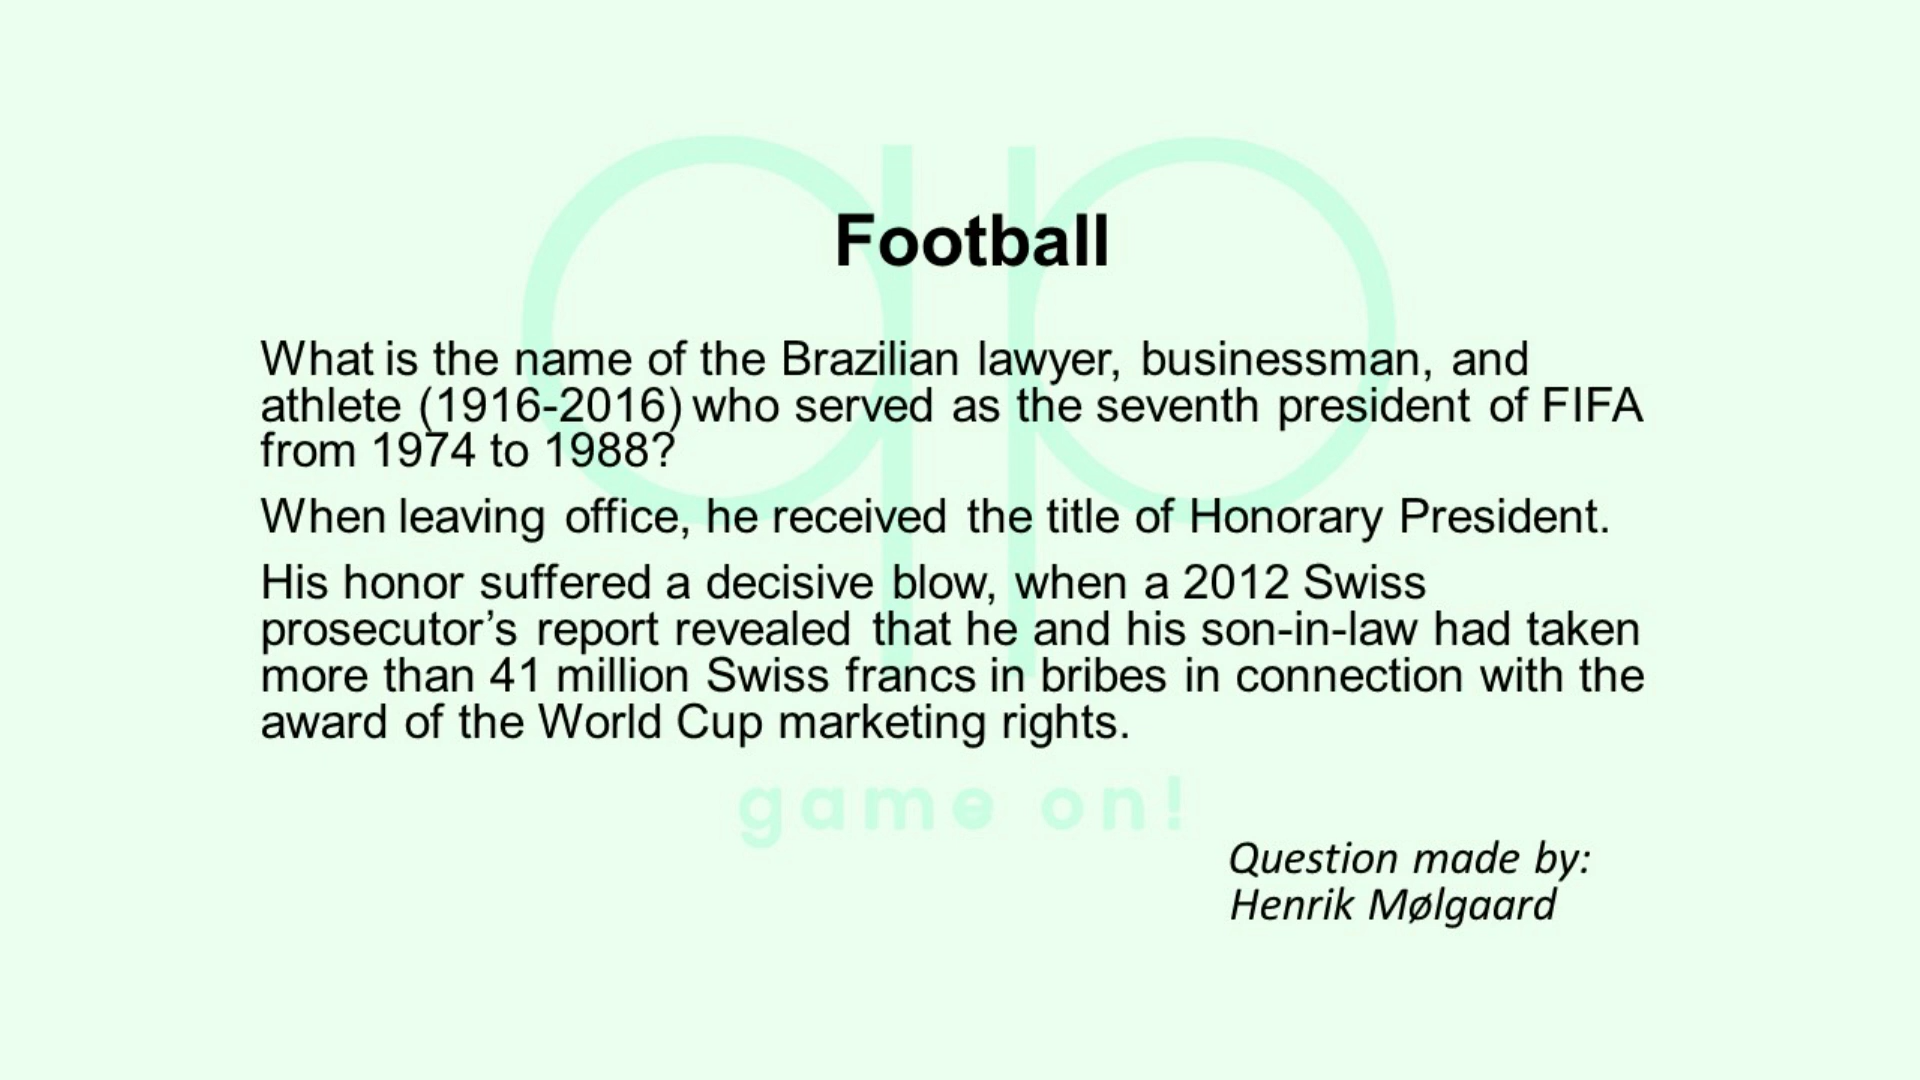 Football
What is the name of the Brazilian lawyer, businessman, and
athlete (1916-2016) who served as the seventh president of FIFA
from 1974 to 1988?
When leaving office, he received the title of Honorary President.
His honor suffered a decisive blow, when a 2012 Swiss
prosecutor’s report revealed that he and his son-in-law had taken
more than 41 million Swiss francs in bribes in connection with the
award of the World Cup marketing rights.
game on!
Question made by:
Henrik Mølgaard